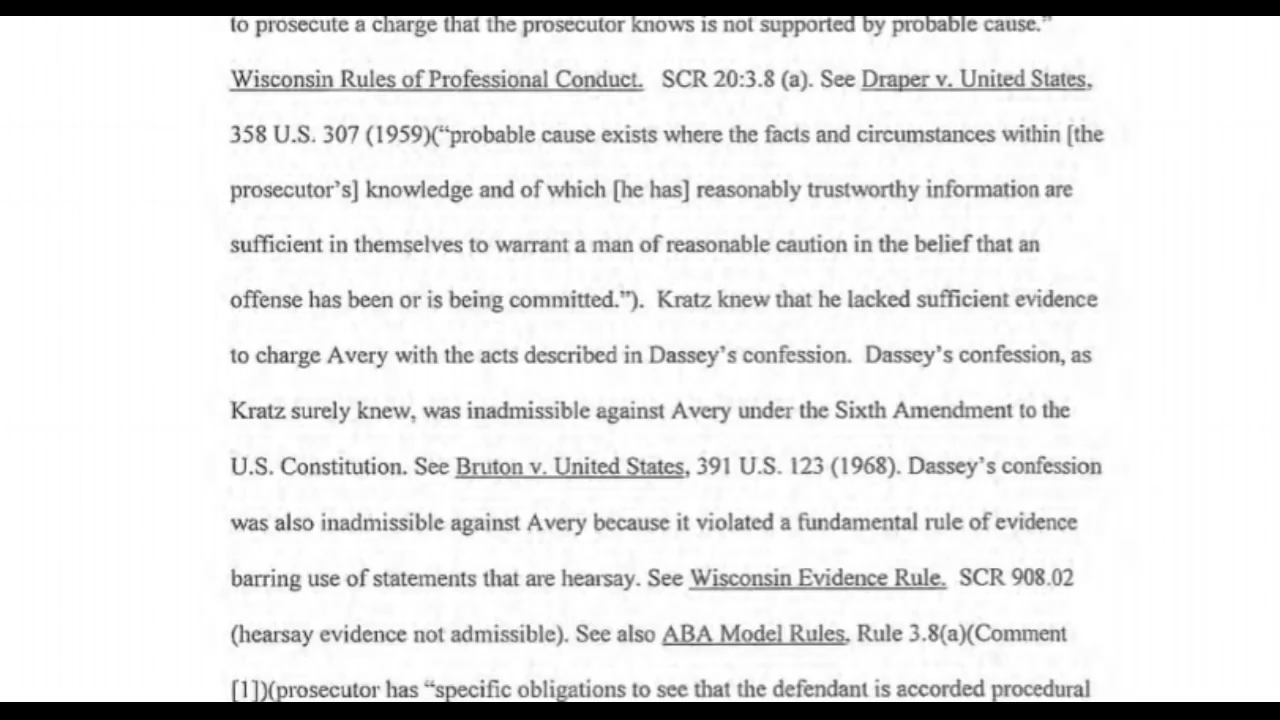 to prosecute a charge that the prosecutor knows is not supported by probable cause.”
Wisconsin Rules of Professional Conduct. SCR 20:3.8 (a). See Draper v. United States,
358 U.S. 307 (1959)(“probable cause exists where the facts and circumstances within [the
prosecutor’s] knowledge and of which [he has] reasonably trustworthy information are
sufficient in themselves to warrant a man of reasonable caution in the belief that an
offense has been or is being committed.”). Kratz knew that he lacked sufficient evidence
to charge Avery with the acts described in Dassey’s confession. Dassey’s confession, as
Kratz surely knew, was inadmissible against Avery under the Sixth Amendment to the
U.S. Constitution. See Bruton v. United States, 391 U.S. 123 (1968). Dassey’s confession
was also inadmissible against Avery because it violated a fundamental rule of evidence
barring use of statements that are hearsay. See Wisconsin Evidence Rule. SCR 908.02
(hearsay evidence not admissible). See also ABA Model Rules, Rule 3.8(a)(Comment
[1])(prosecutor has “specific obligations to see that the defendant is accorded procedural